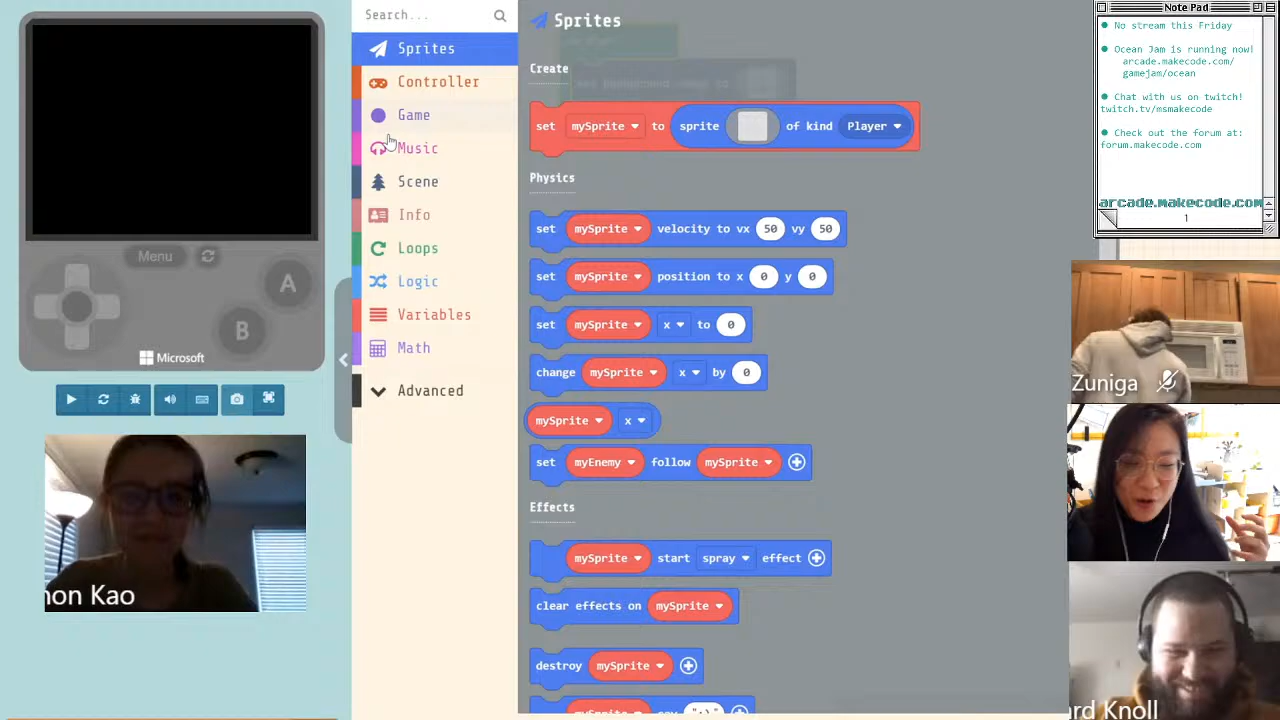 Search...
Sprites
Controller
Game
Music
Scene
Info
Loops
Logic
Variables
Math
Advanced
Menu
A
B
Microsoft
non Kao
Sprites
Create
set mySprite to sprite of kind Player
Physics
set mySprite velocity to vx 50 vy 50
set mySprite position to x 0 y 0
set mySprite x to 0
change mySprite x by 0
mySprite x
set myEnemy follow mySprite
Effects
mySprite start spray effect
clear effects on mySprite
destroy mySprite
mySprite say ":)"
Note Pad
No stream this Friday
Ocean Jam is running now!
arcade.makecode.com/
gamejam/ocean
Chat with us on twitch!
twitch.tv/msmakecode
Check out the forum at:
forum.makecode.com
arcade.makecode.com
1
Zuniga
ard Knoll